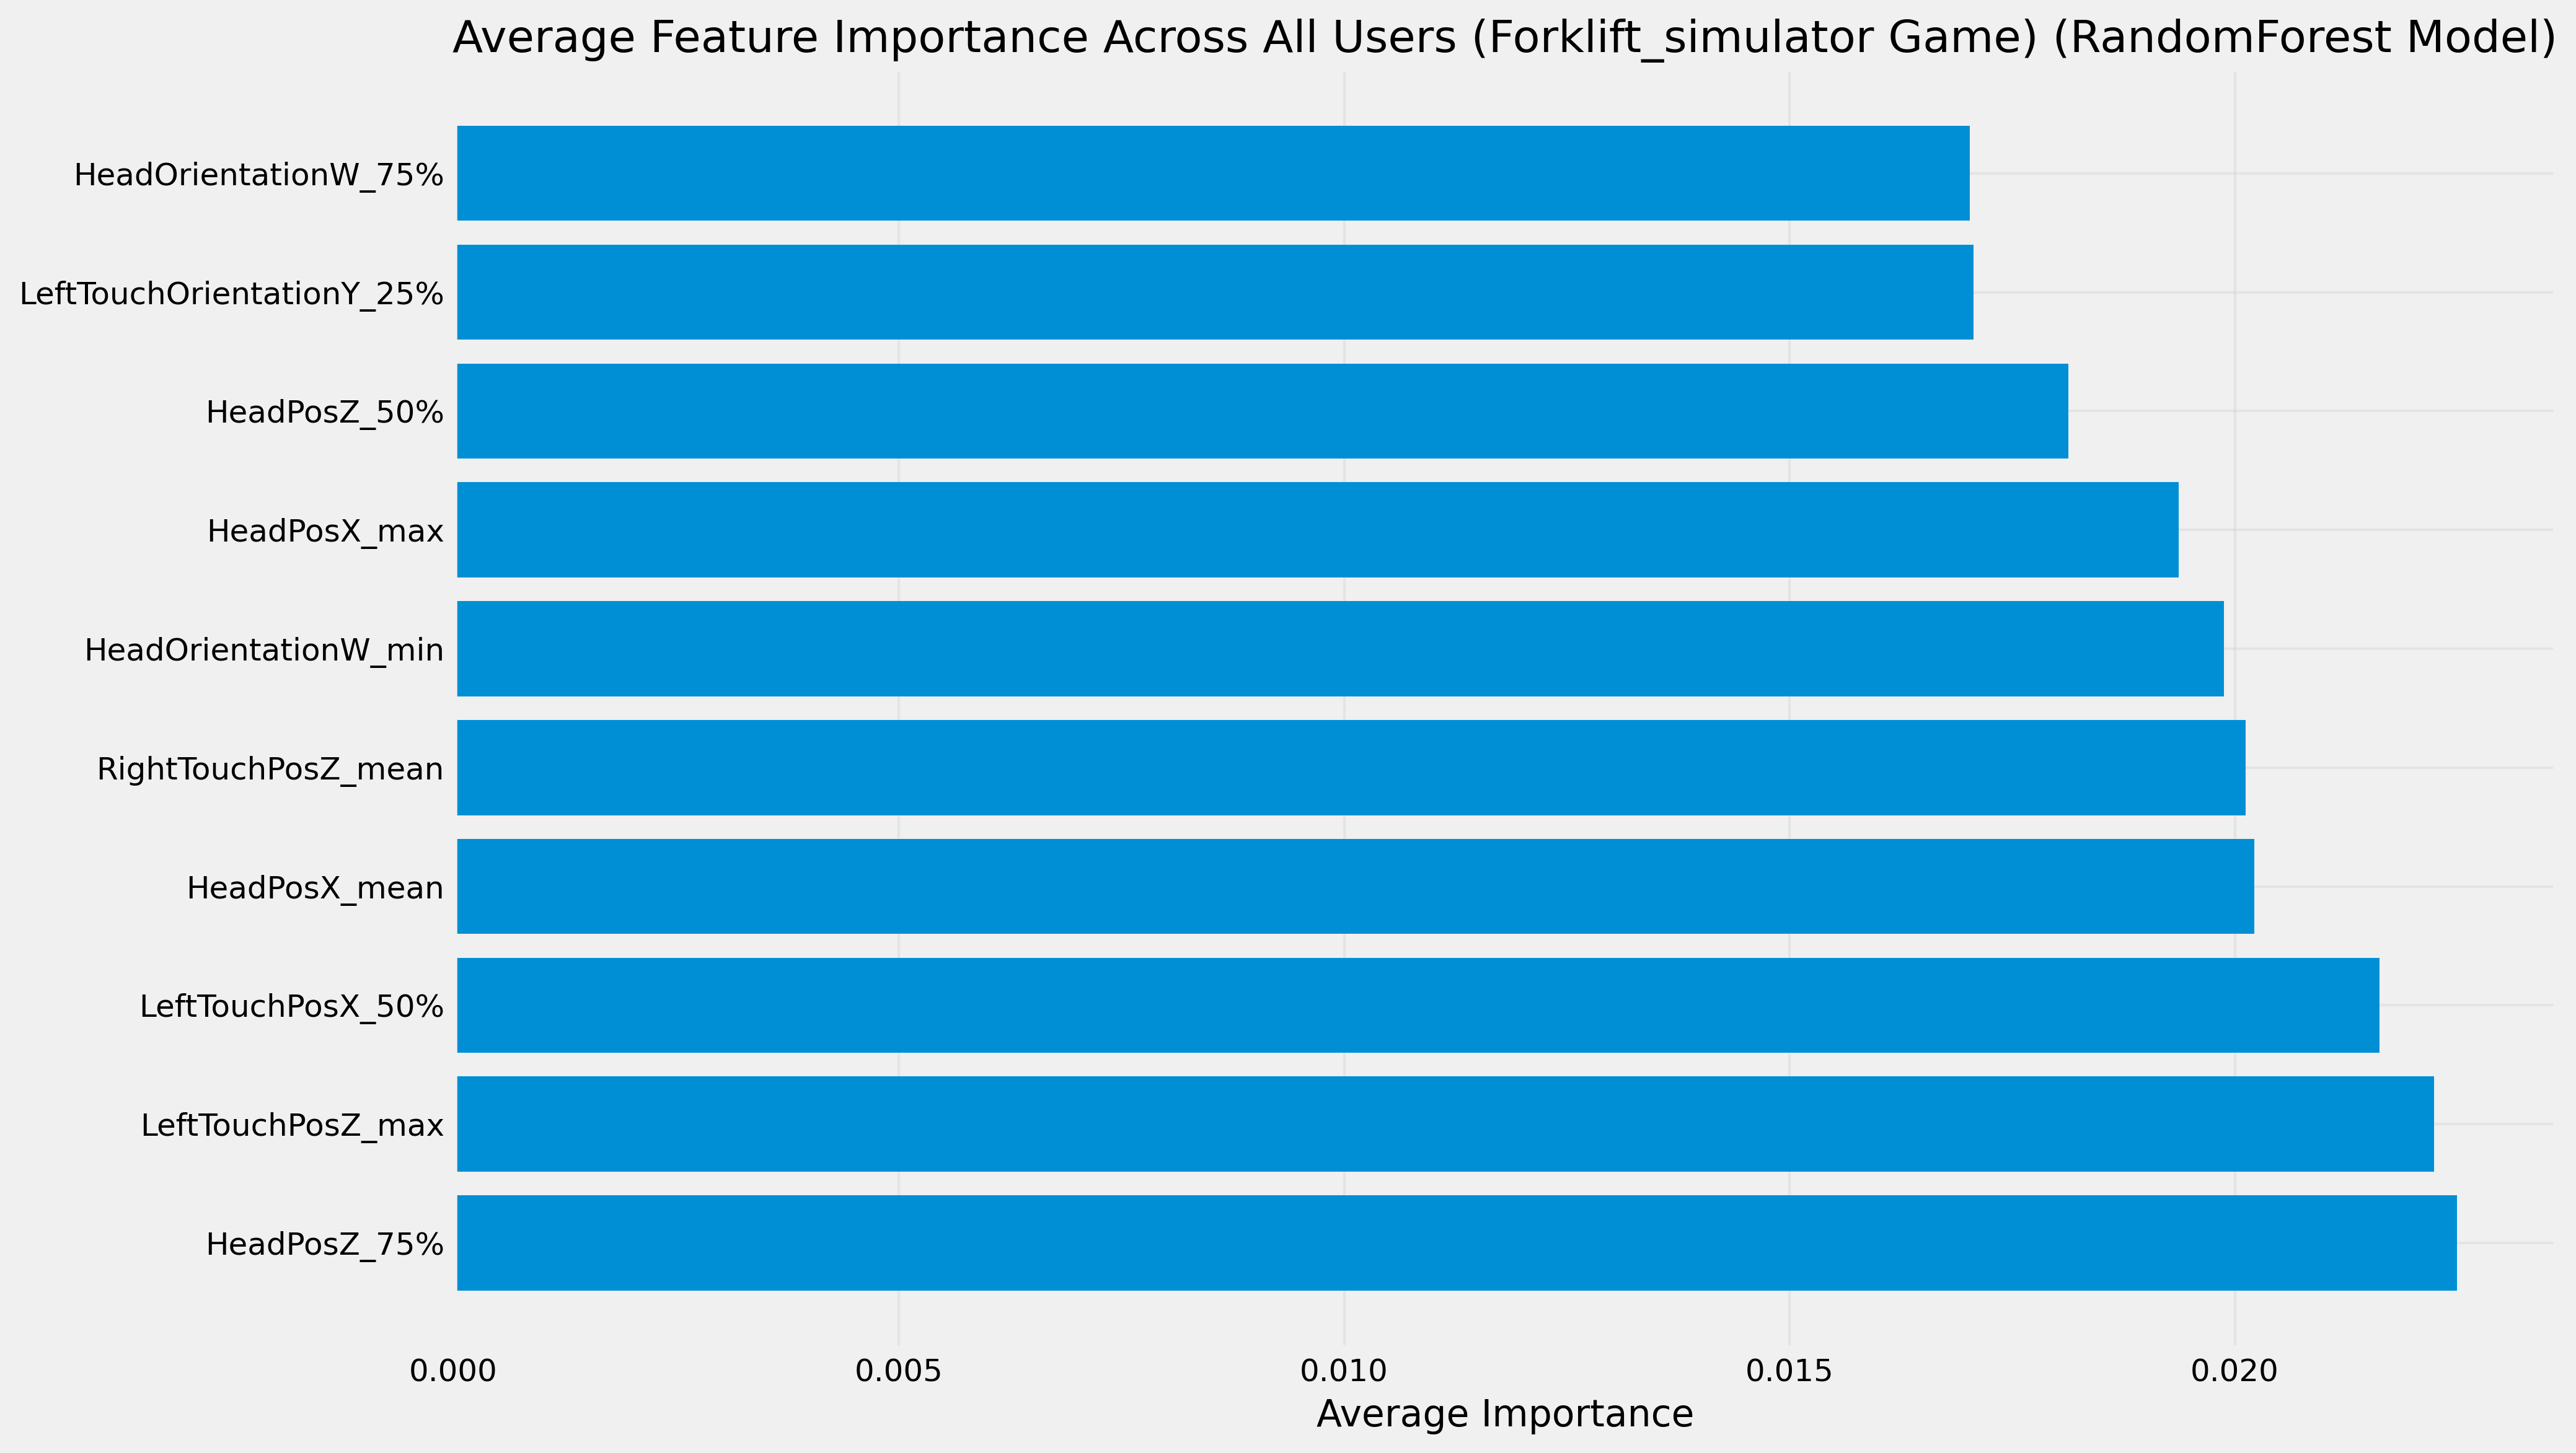 Average Feature Importance Across All Users (Forklift_simulator Game) (RandomForest Model)
HeadOrientationW_75%
LeftTouchOrientationY_25%
HeadPosZ_50%
HeadPosX_max
HeadOrientationW_min
RightTouchPosZ_mean
HeadPosX_mean
LeftTouchPosX_50%
LeftTouchPosZ_max
HeadPosZ_75%
0.000 0.005 0.010 0.015 0.020
Average Importance